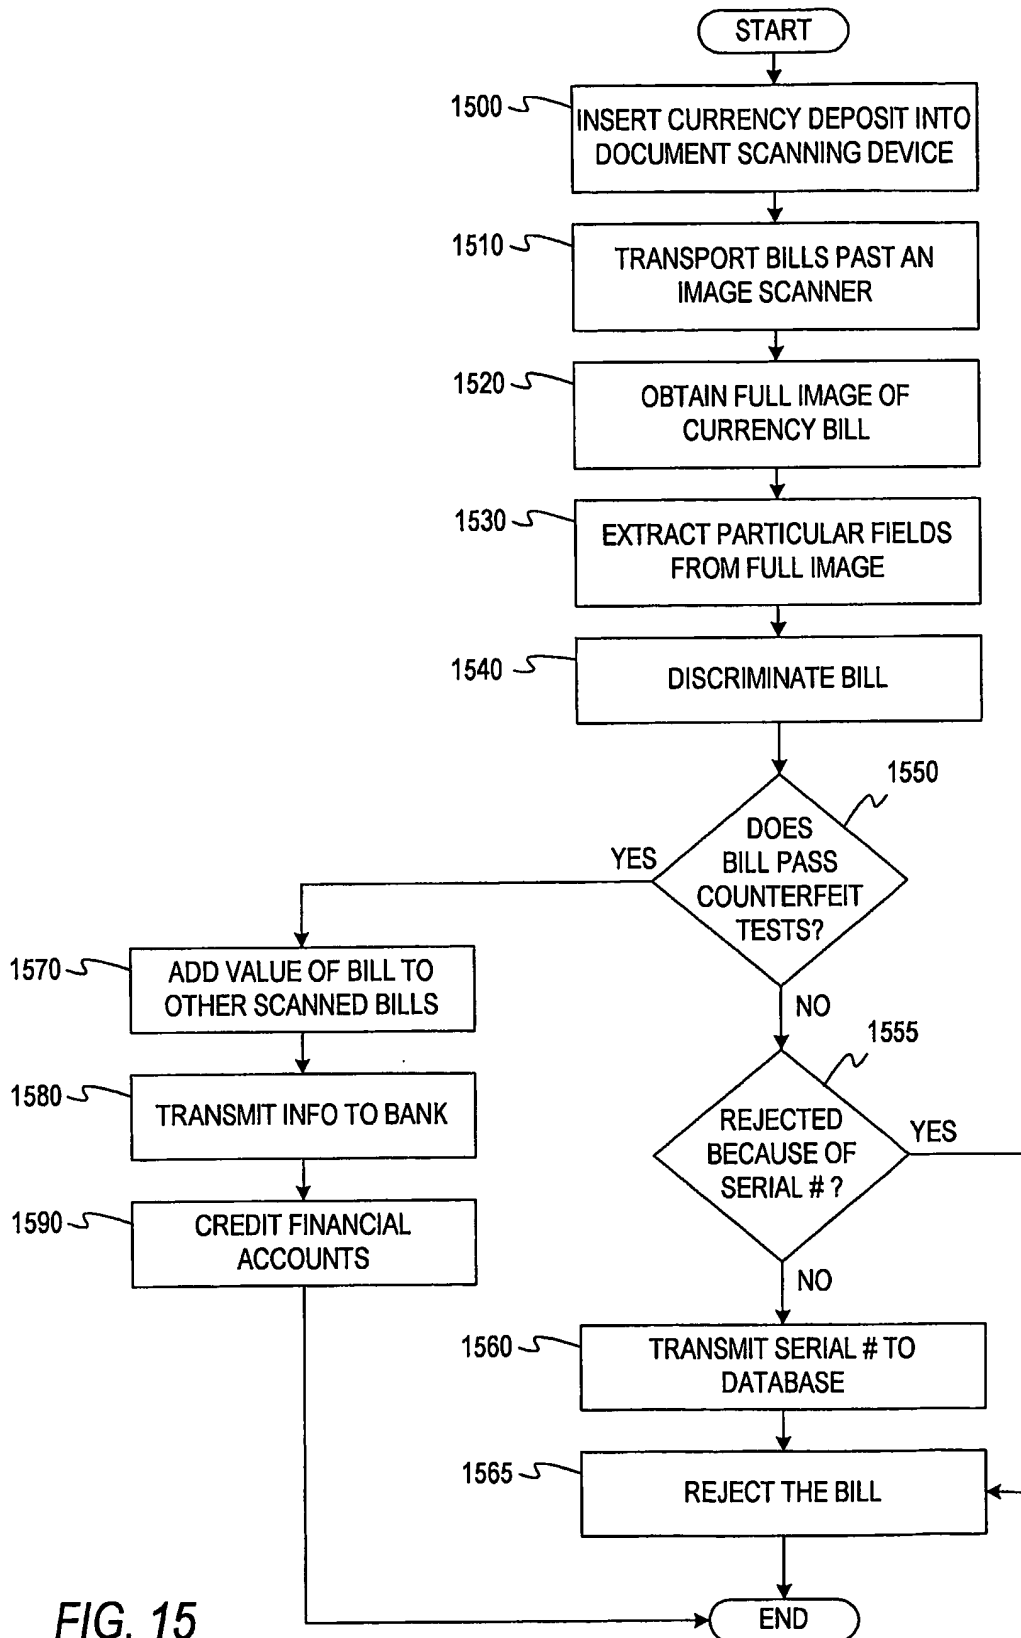 START
1500
INSERT CURRENCY DEPOSIT INTO
DOCUMENT SCANNING DEVICE
1510
TRANSPORT BILLS PAST AN
IMAGE SCANNER
1520
OBTAIN FULL IMAGE OF
CURRENCY BILL
1530
EXTRACT PARTICULAR FIELDS
FROM FULL IMAGE
1540
DISCRIMINATE BILL
1550
DOES
BILL PASS
COUNTERFEIT
TESTS?
YES
NO
1570
ADD VALUE OF BILL TO
OTHER SCANNED BILLS
1580
TRANSMIT INFO TO BANK
1590
CREDIT FINANCIAL
ACCOUNTS
1555
REJECTED
BECAUSE OF
SERIAL # ?
YES
NO
1560
TRANSMIT SERIAL # TO
DATABASE
1565
REJECT THE BILL
END
FIG. 15